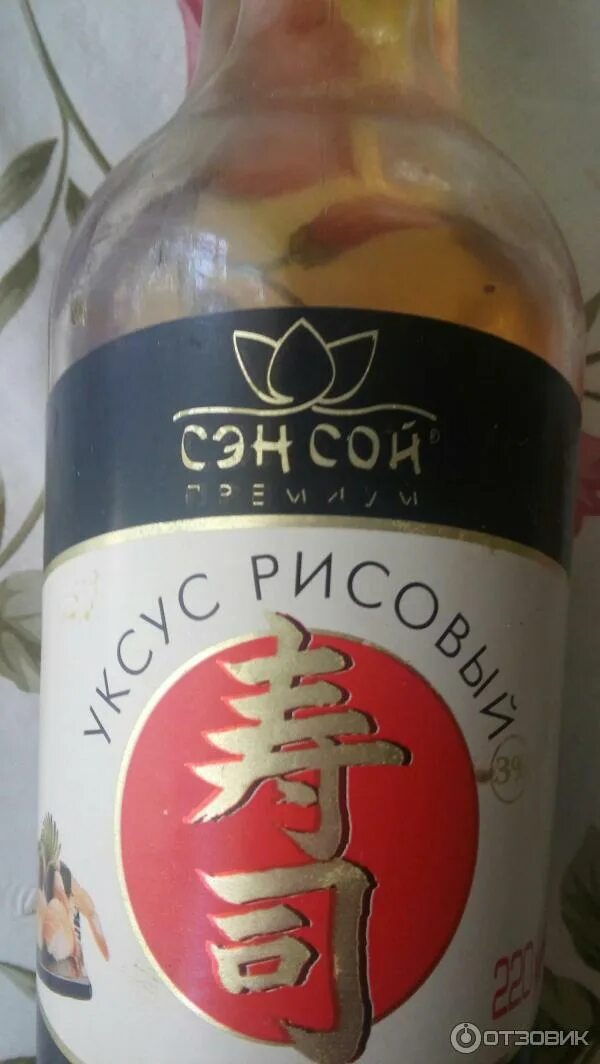 СЭН СОЙ®
ПРЕМИУМ
УКСУС РИСОВЫЙ
寿司
3%
220
ОТЗОВИК